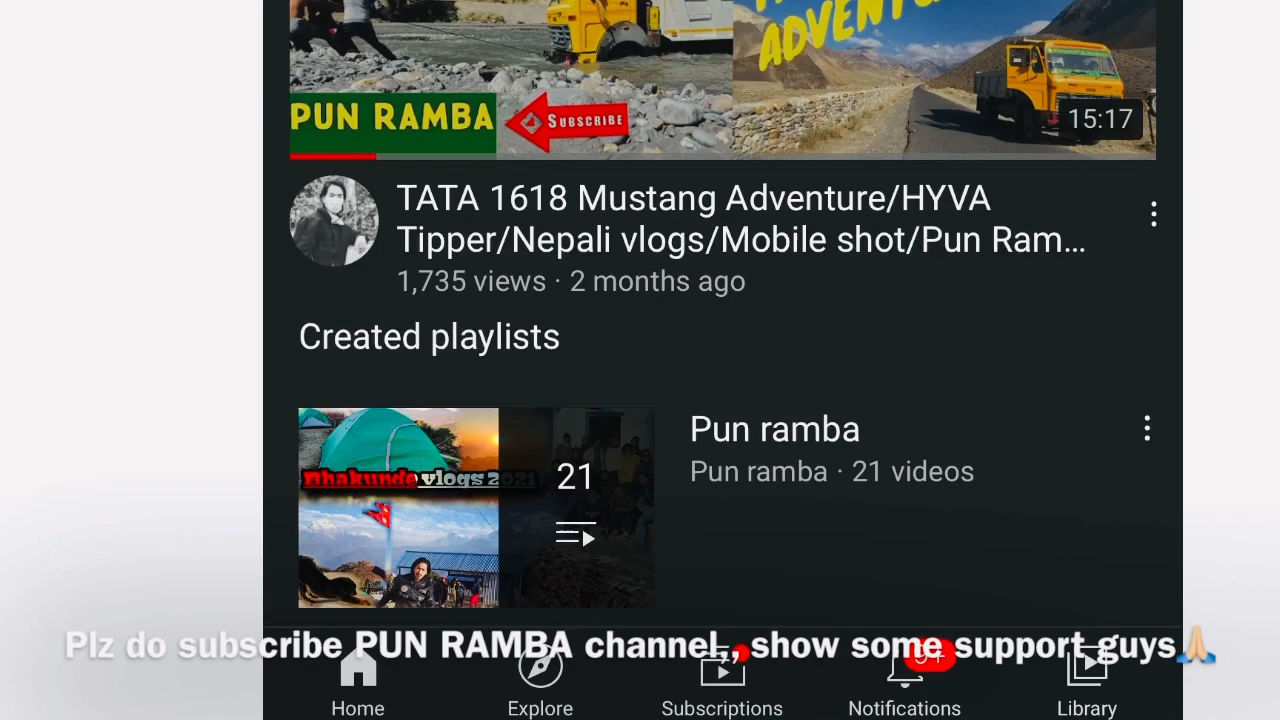 ADVENTU
PUN RAMBA
SUBSCRIBE
15:17
TATA 1618 Mustang Adventure/HYVA
Tipper/Nepali vlogs/Mobile shot/Pun Ram...
1,735 views · 2 months ago
Created playlists
Bhakunde vlogs 2021
21
Pun ramba
Pun ramba · 21 videos
Plz do subscribe PUN RAMBA channel,, show some support guys🙏🏼
9+
Home
Explore
Subscriptions
Notifications
Library